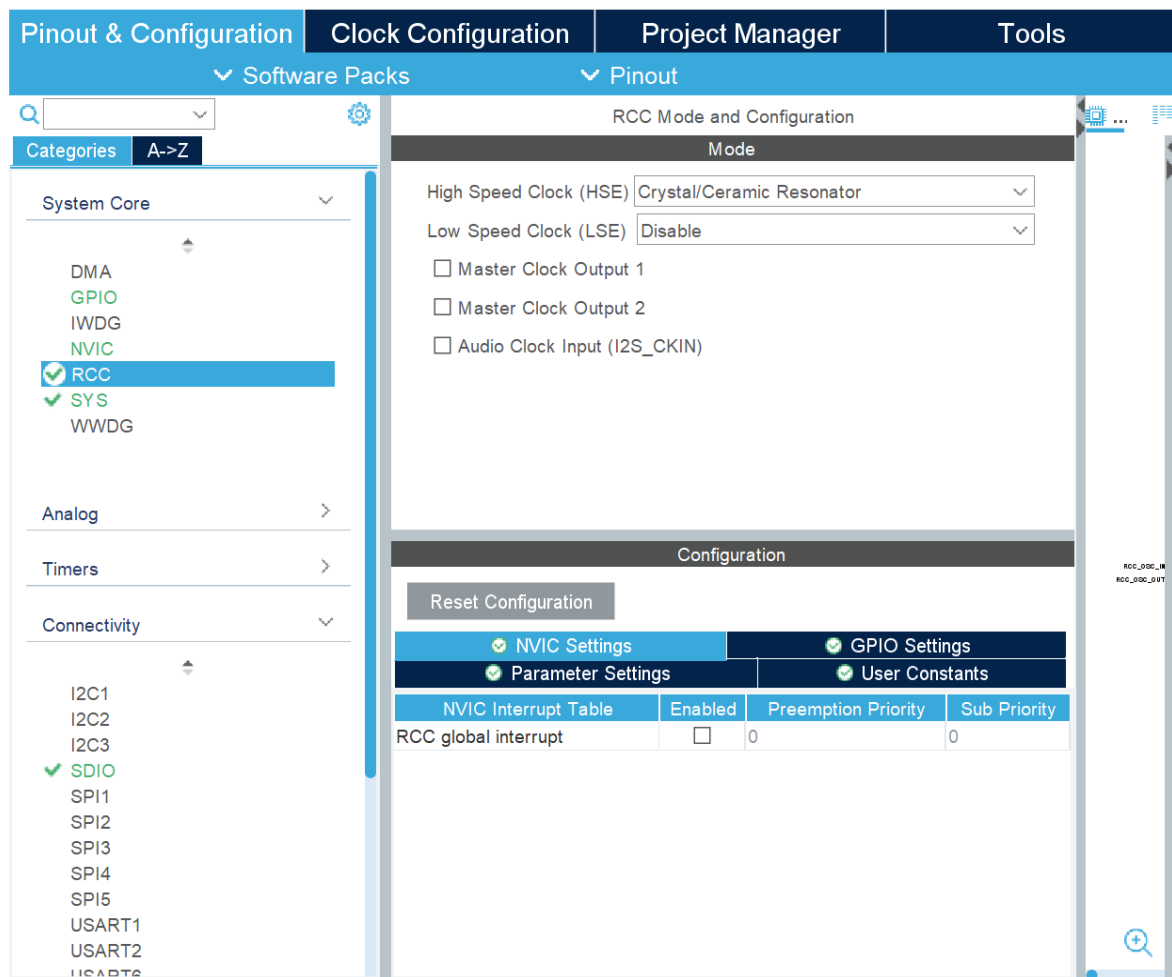 Pinout & Configuration Clock Configuration Project Manager Tools
Software Packs Pinout
Categories A->Z
System Core
DMA
GPIO
IWDG
NVIC
RCC
SYS
WWDG
Analog
Timers
Connectivity
I2C1
I2C2
I2C3
SDIO
SPI1
SPI2
SPI3
SPI4
SPI5
USART1
USART2
USART6
RCC Mode and Configuration
Mode
High Speed Clock (HSE) Crystal/Ceramic Resonator
Low Speed Clock (LSE) Disable
Master Clock Output 1
Master Clock Output 2
Audio Clock Input (I2S_CKIN)
Configuration
Reset Configuration
NVIC Settings GPIO Settings
Parameter Settings User Constants
NVIC Interrupt Table Enabled Preemption Priority Sub Priority
RCC global interrupt 0 0
...
RCC_OSC_IN
RCC_OSC_OUT